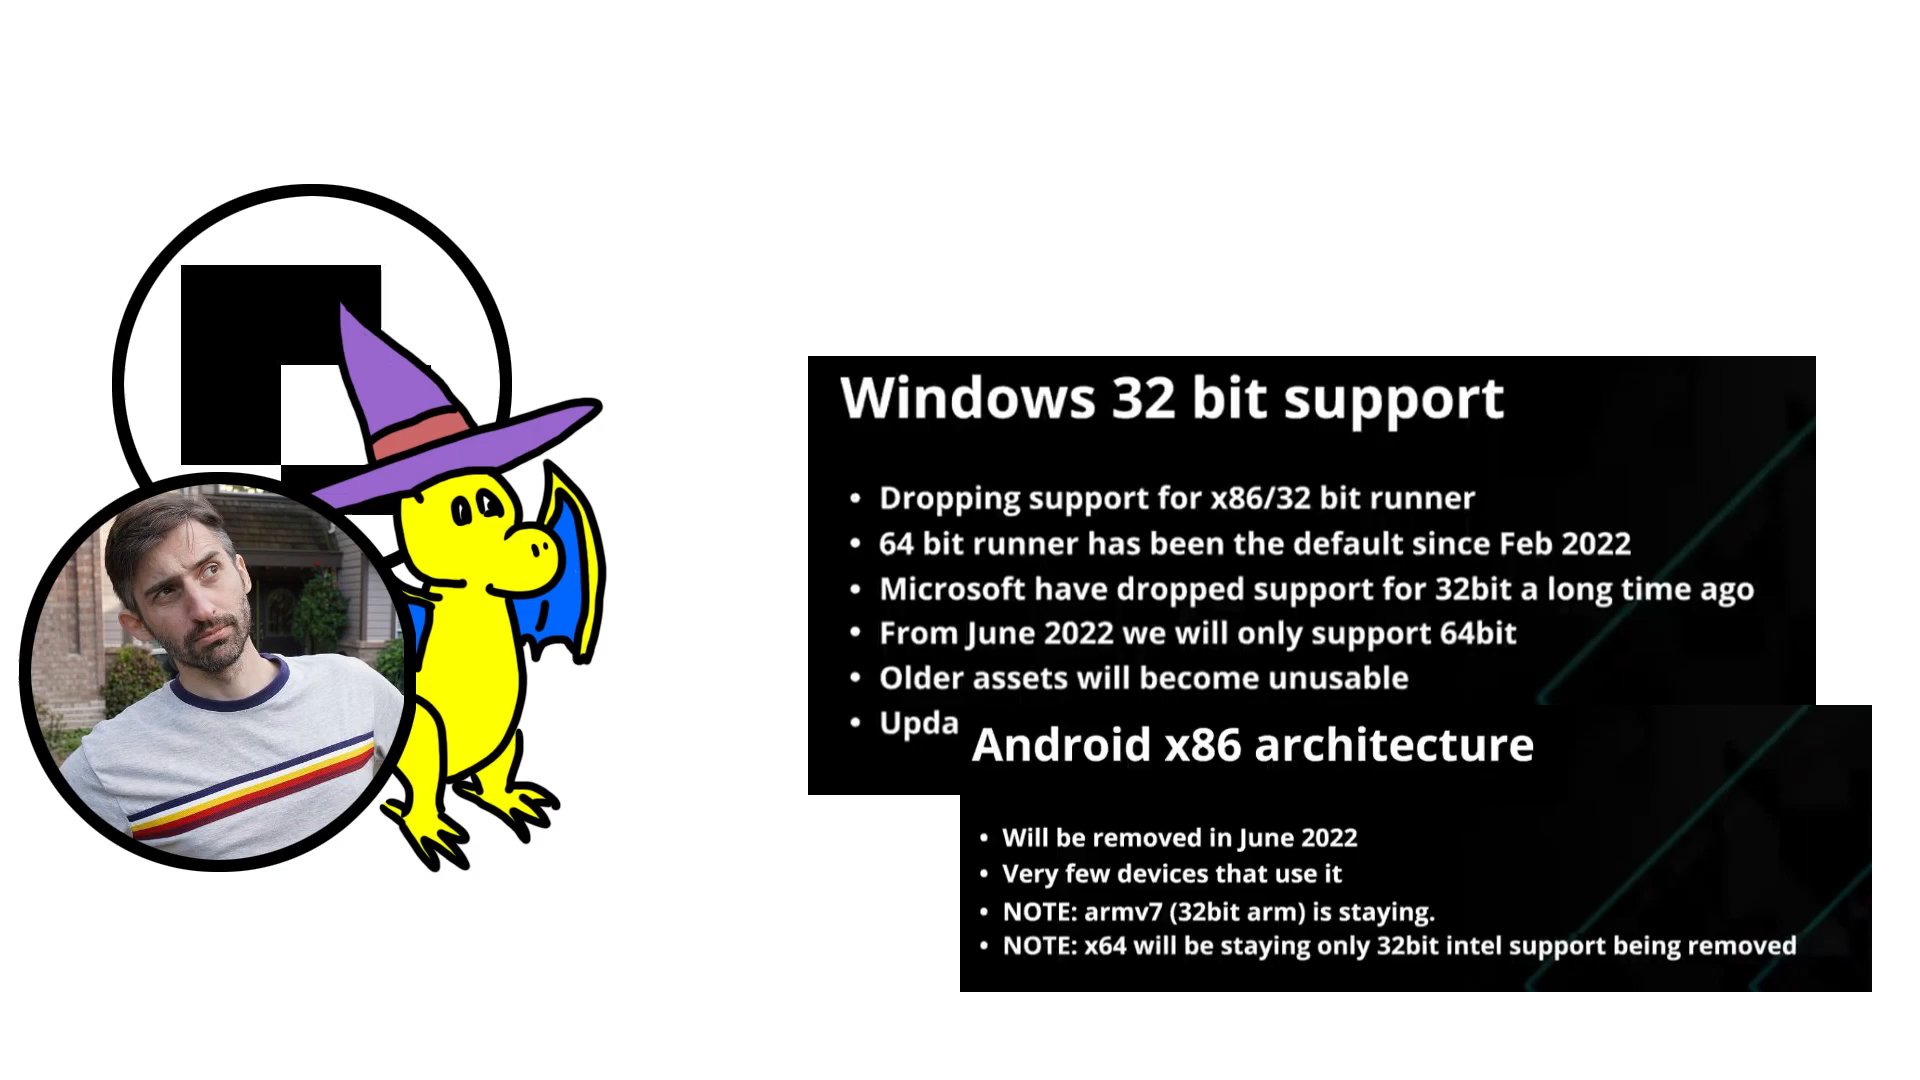 Windows 32 bit support
• Dropping support for x86/32 bit runner
• 64 bit runner has been the default since Feb 2022
• Microsoft have dropped support for 32bit a long time ago
• From June 2022 we will only support 64bit
• Older assets will become unusable
• Upda
Android x86 architecture
• Will be removed in June 2022
• Very few devices that use it
• NOTE: armv7 (32bit arm) is staying.
• NOTE: x64 will be staying only 32bit intel support being removed